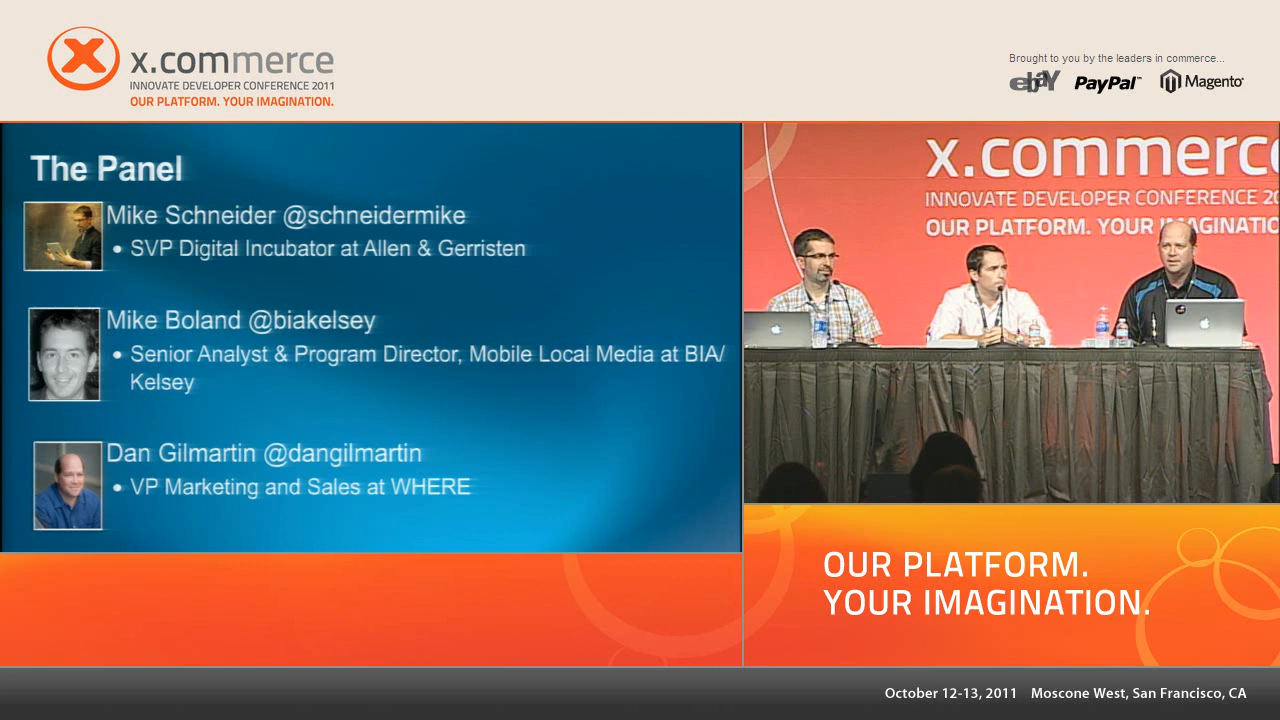 x.commerce
INNOVATE DEVELOPER CONFERENCE 2011
OUR PLATFORM. YOUR IMAGINATION.
Brought to you by the leaders in commerce...
ebaY PayPal™ Magento®
The Panel
Mike Schneider @schneidermike
• SVP Digital Incubator at Allen & Gerristen
Mike Boland @biakelsey
• Senior Analyst & Program Director, Mobile Local Media at BIA/
Kelsey
Dan Gilmartin @dangilmartin
• VP Marketing and Sales at WHERE
x.commerc
INNOVATE DEVELOPER CONFERENCE 20
OUR PLATFORM. YOUR IMAGINATIO
OUR PLATFORM.
YOUR IMAGINATION.
October 12-13, 2011 Moscone West, San Francisco, CA